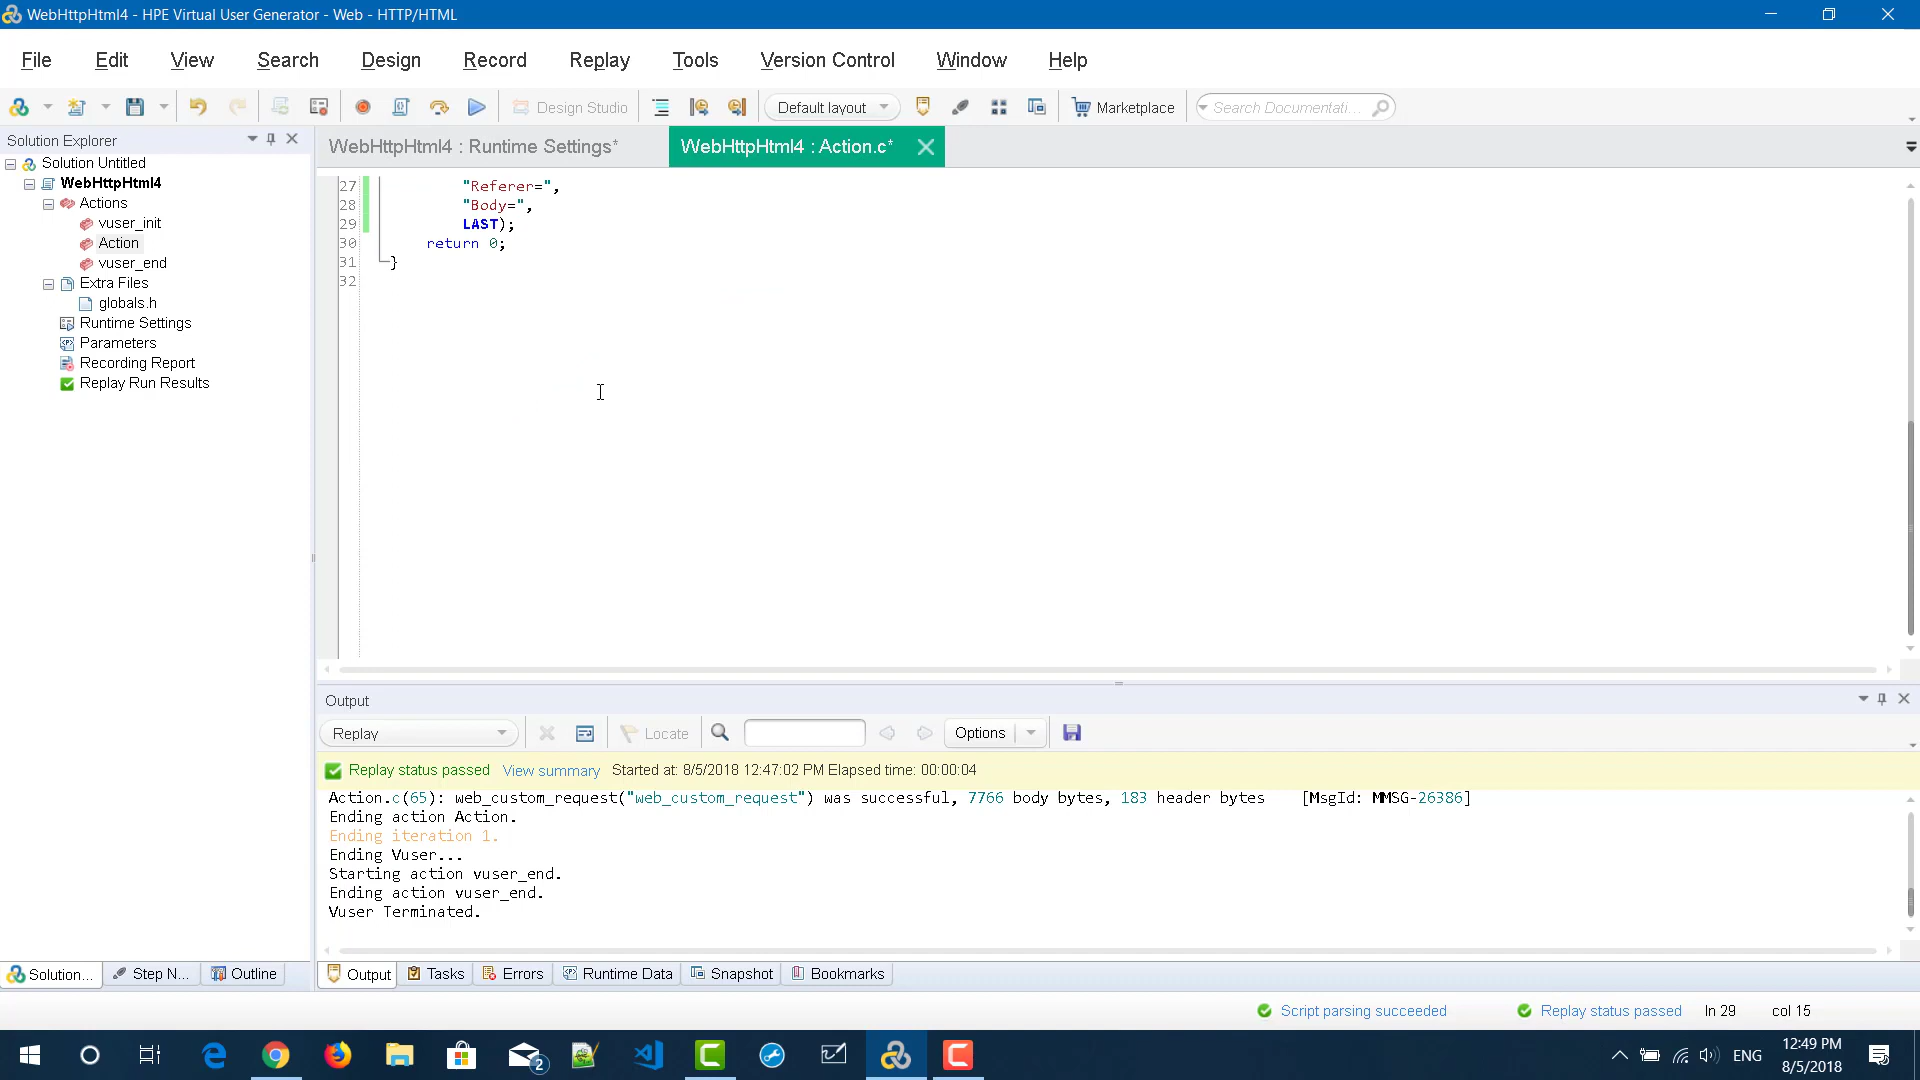 WebHttpHtml4 - HPE Virtual User Generator - Web - HTTP/HTML
File Edit View Search Design Record Replay Tools Version Control Window Help
Design Studio Default layout Marketplace Search Documentati...
Solution Explorer
Solution Untitled
WebHttpHtml4
Actions
vuser_init
Action
vuser_end
Extra Files
globals.h
Runtime Settings
Parameters
Recording Report
Replay Run Results
WebHttpHtml4 : Runtime Settings*
WebHttpHtml4 : Action.c*
27 "Referer=",
28 "Body=",
29 LAST);
30 return 0;
31 }
32
Output
Replay Locate Options
Replay status passed View summary Started at: 8/5/2018 12:47:02 PM Elapsed time: 00:00:04
Action.c(65): web_custom_request("web_custom_request") was successful, 7766 body bytes, 183 header bytes [MsgId: MMSG-26386]
Ending action Action.
Ending iteration 1.
Ending Vuser...
Starting action vuser_end.
Ending action vuser_end.
Vuser Terminated.
Solution... Step N... Outline
Output Tasks Errors Runtime Data Snapshot Bookmarks
Script parsing succeeded Replay status passed ln 29 col 15
2
ENG
12:49 PM
8/5/2018